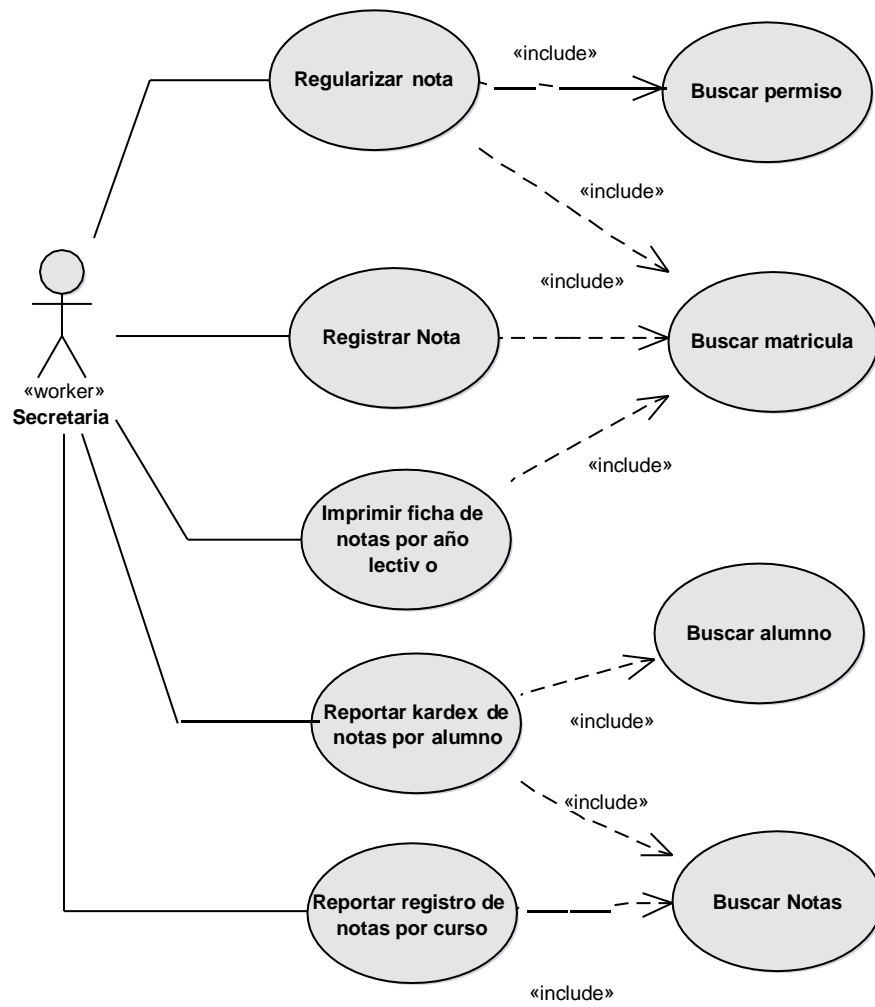 «include»
Regularizar nota
Buscar permiso
«include»
«include»
Registrar Nota
Buscar matricula
«worker»
Secretaria
«include»
Imprimir ficha de
notas por año
lectiv o
Buscar alumno
Reportar kardex de
notas por alumno
«include»
«include»
Reportar registro de
notas por curso
Buscar Notas
«include»